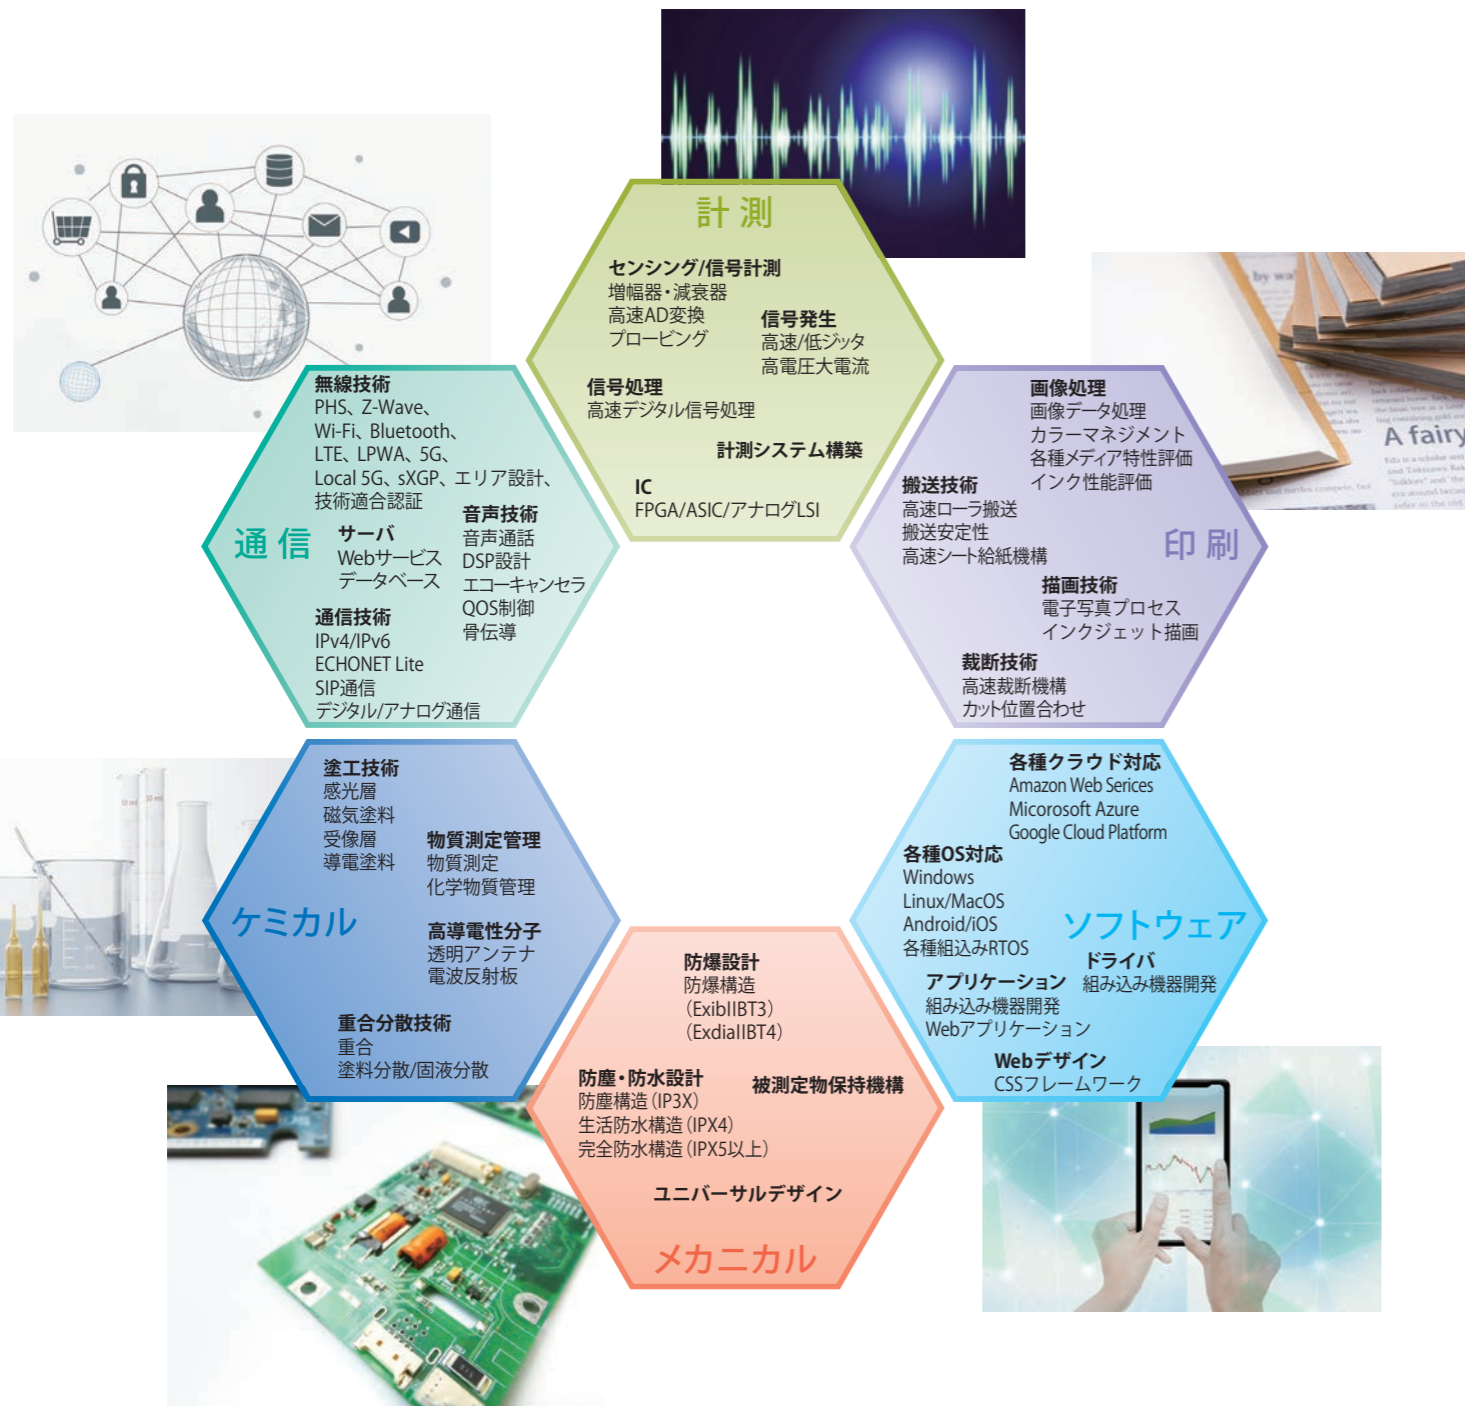 計測
センシング/信号計測
増幅器・減衰器
高速AD変換
プロービング
信号発生
高速/低ジッタ
高電圧大電流
信号処理
高速デジタル信号処理
計測システム構築
IC
FPGA/ASIC/アナログLSI
通信
無線技術
PHS、Z-Wave、
Wi-Fi、Bluetooth、
LTE、LPWA、5G、
Local 5G、sXGP、エリア設計、
技術適合認証
サーバ
Webサービス
データベース
音声技術
音声通話
DSP設計
エコーキャンセラ
QOS制御
骨伝導
通信技術
IPv4/IPv6
ECHONET Lite
SIP通信
デジタル/アナログ通信
印刷
画像処理
画像データ処理
カラーマネジメント
各種メディア特性評価
インク性能評価
搬送技術
高速ローラ搬送
搬送安定性
高速シート給紙機構
描画技術
電子写真プロセス
インクジェット描画
裁断技術
高速裁断機構
カット位置合わせ
A fairy
ケミカル
塗工技術
感光層
磁気塗料
受像層
導電塗料
物質測定管理
物質測定
化学物質管理
高導電性分子
透明アンテナ
電波反射板
重合分散技術
重合
塗料分散/固液分散
ソフトウェア
各種クラウド対応
Amazon Web Serices
Micorosoft Azure
Google Cloud Platform
各種OS対応
Windows
Linux/MacOS
Android/iOS
各種組込みRTOS
ドライバ
組み込み機器開発
アプリケーション
組み込み機器開発
Webアプリケーション
Webデザイン
CSSフレームワーク
メカニカル
防爆設計
防爆構造
(ExibIIBT3)
(ExdiaIIBT4)
防塵・防水設計
防塵構造(IP3X)
生活防水構造(IPX4)
完全防水構造(IPX5以上)
被測定物保持機構
ユニバーサルデザイン